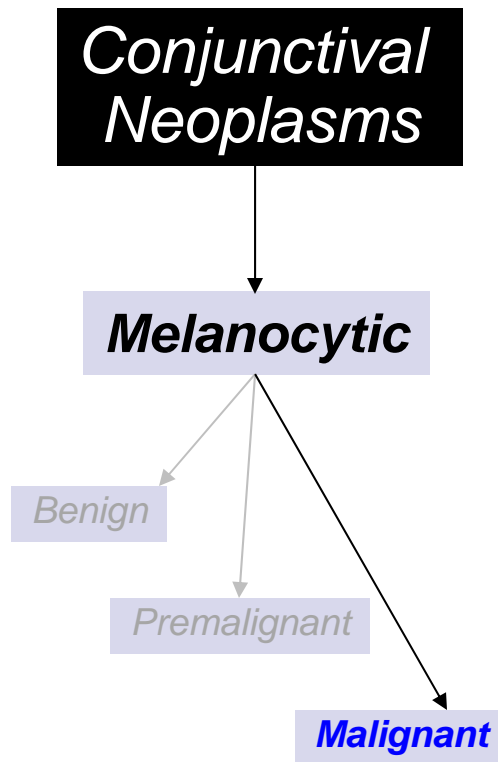 Conjunctival
Neoplasms
Melanocytic
Benign
Premalignant
Malignant